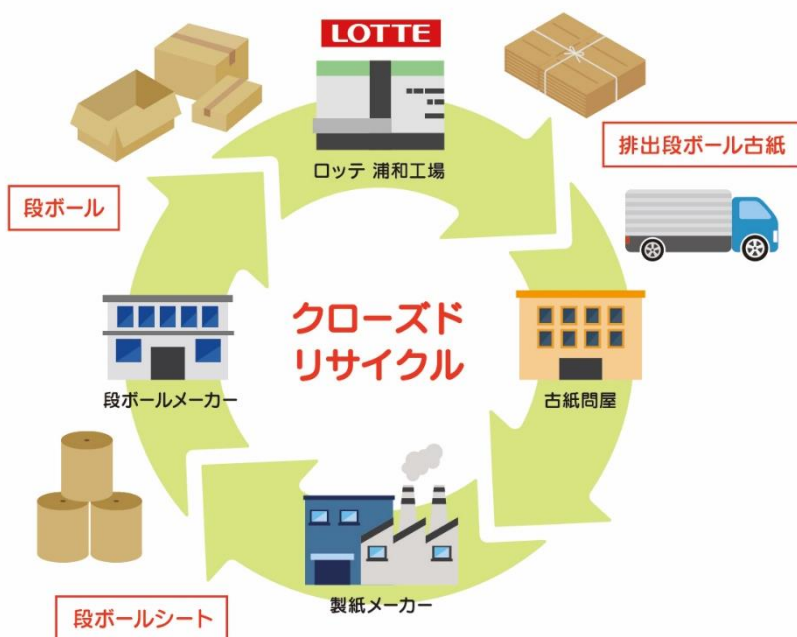 LOTTE
ロッテ 浦和工場
排出段ボール古紙
段ボール
クローズド
リサイクル
段ボールメーカー
古紙問屋
製紙メーカー
段ボールシート